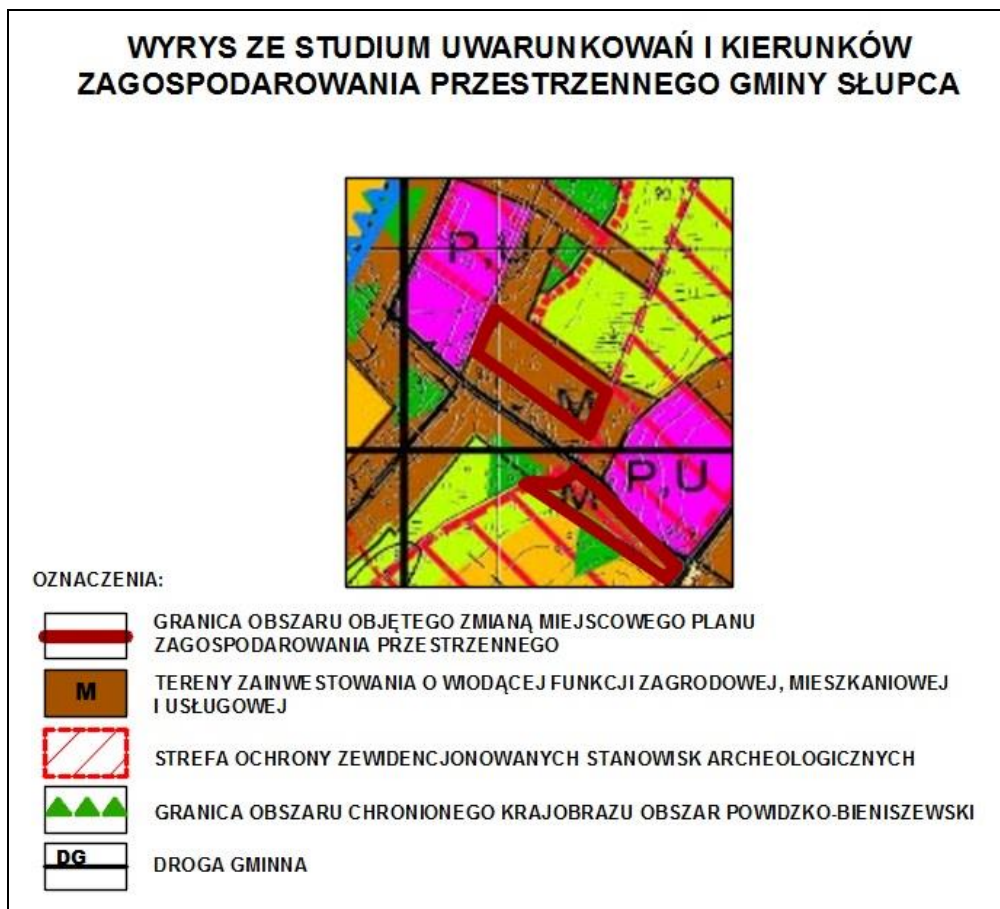 WYRYS ZE STUDIUM UWARUNKOWAŃ I KIERUNKÓW
ZAGOSPODAROWANIA PRZESTRZENNEGO GMINY SŁUPCA
90
P,U
M
P,U
M
OZNACZENIA:
GRANICA OBSZARU OBJĘTEGO ZMIANĄ MIEJSCOWEGO PLANU
ZAGOSPODAROWANIA PRZESTRZENNEGO
M
TERENY ZAINWESTOWANIA O WIODĄCEJ FUNKCJI ZAGRODOWEJ, MIESZKANIOWEJ
I USŁUGOWEJ
STREFA OCHRONY ZEWIDENCJONOWANYCH STANOWISK ARCHEOLOGICZNYCH
GRANICA OBSZARU CHRONIONEGO KRAJOBRAZU OBSZAR POWIDZKO-BIENISZEWSKI
DG
DROGA GMINNA